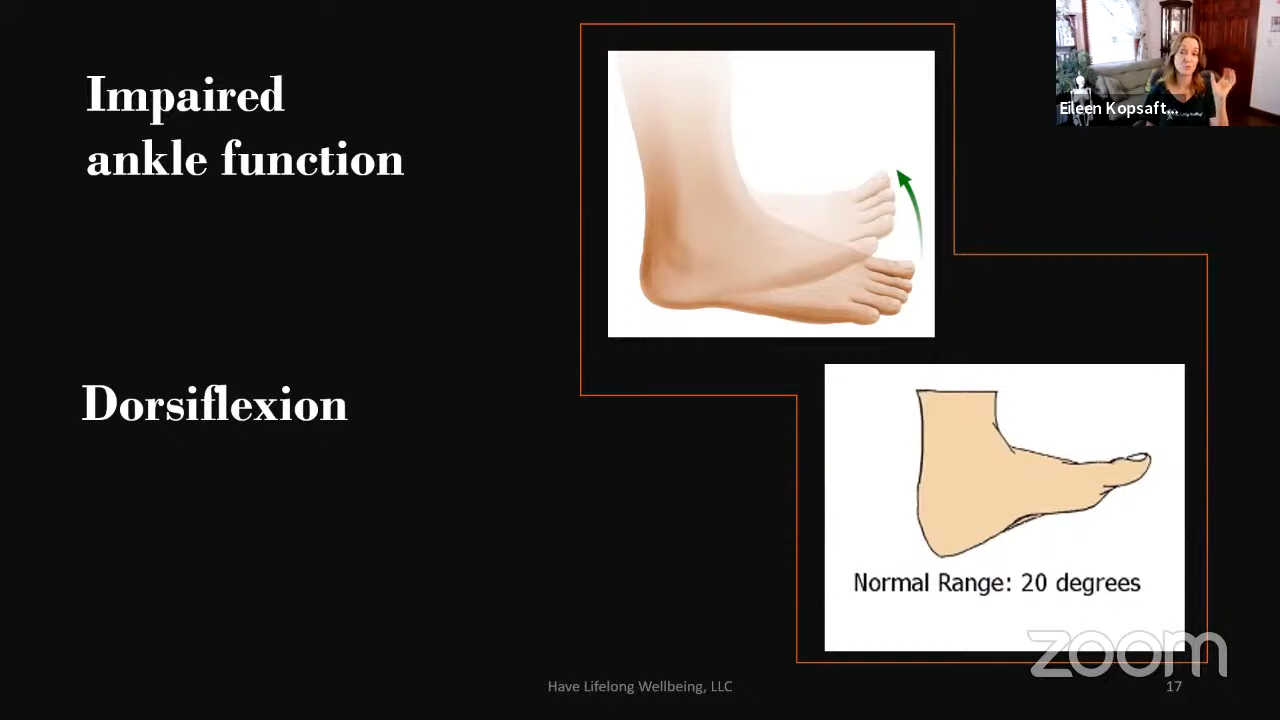 Impaired
ankle function
Eileen Kopsaft...
Dorsiflexion
Normal Range: 20 degrees
zoom
Have Lifelong Wellbeing, LLC
17